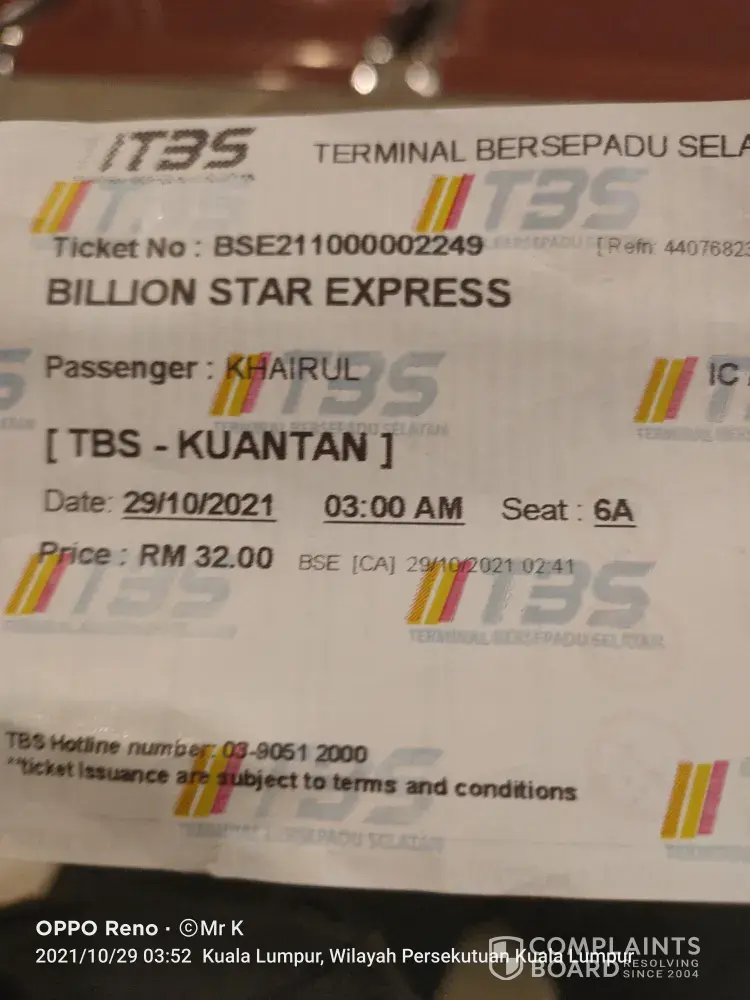 TBS TERMINAL BERSEPADU SELA
Ticket No : BSE211000002249 [Refn: 44076823
BILLION STAR EXPRESS
Passenger : KHAIRUL IC
[ TBS - KUANTAN ]
Date: 29/10/2021 03:00 AM Seat : 6A
Price : RM 32.00 BSE [CA] 29/10/2021 02:41
TBS
TERMINAL BERSEPADU SELATAN
TBS Hotline number: 03-9051 2000
**ticket Issuance are subject to terms and conditions
OPPO Reno · ©Mr K
2021/10/29 03:52 Kuala Lumpur, Wilayah Persekutuan Kuala Lumpur
COMPLAINTS
BOARD RESOLVING
SINCE 2004